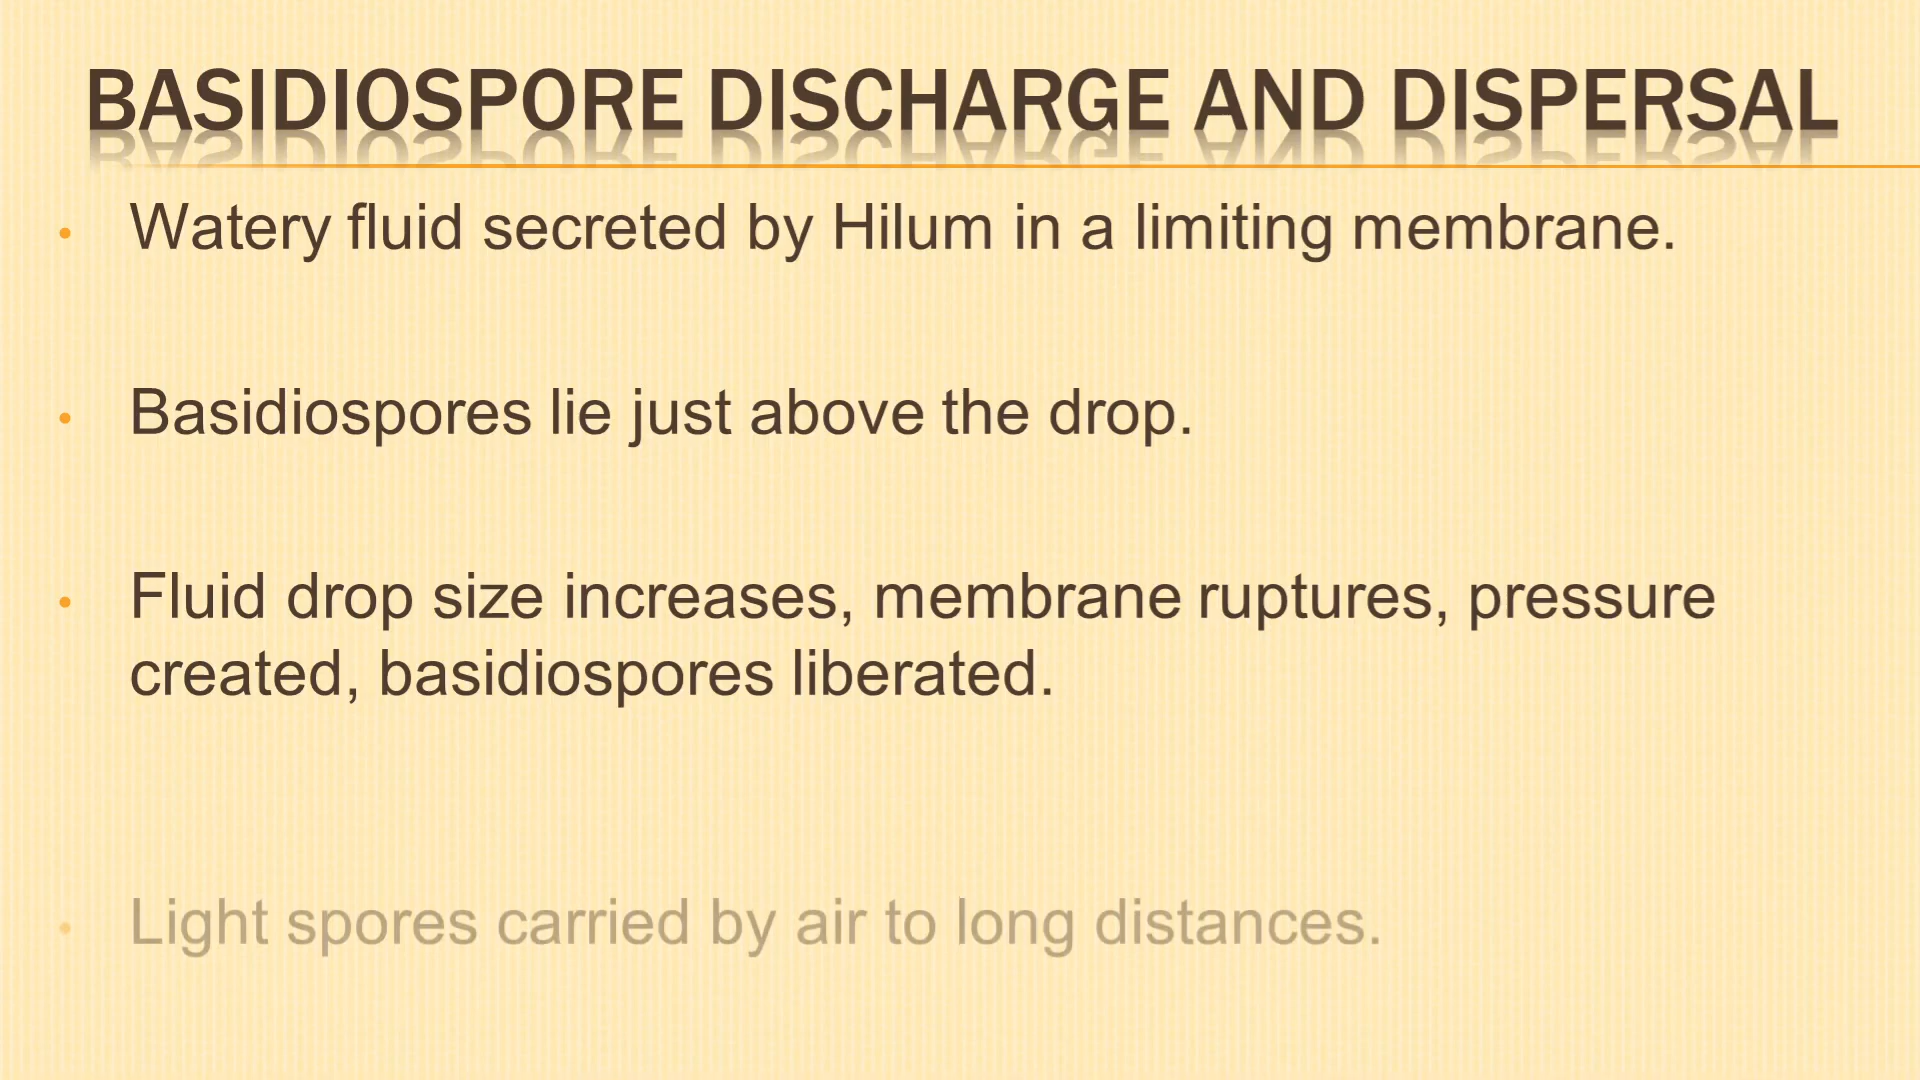 BASIDIOSPORE DISCHARGE AND DISPERSAL
• Watery fluid secreted by Hilum in a limiting membrane.
• Basidiospores lie just above the drop.
• Fluid drop size increases, membrane ruptures, pressure
created, basidiospores liberated.
• Light spores carried by air to long distances.